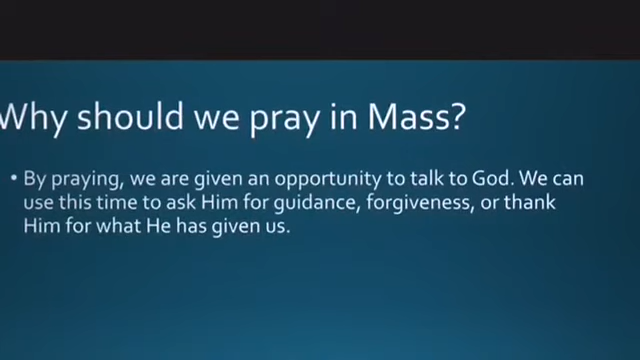 Why should we pray in Mass?
• By praying, we are given an opportunity to talk to God. We can
use this time to ask Him for guidance, forgiveness, or thank
Him for what He has given us.